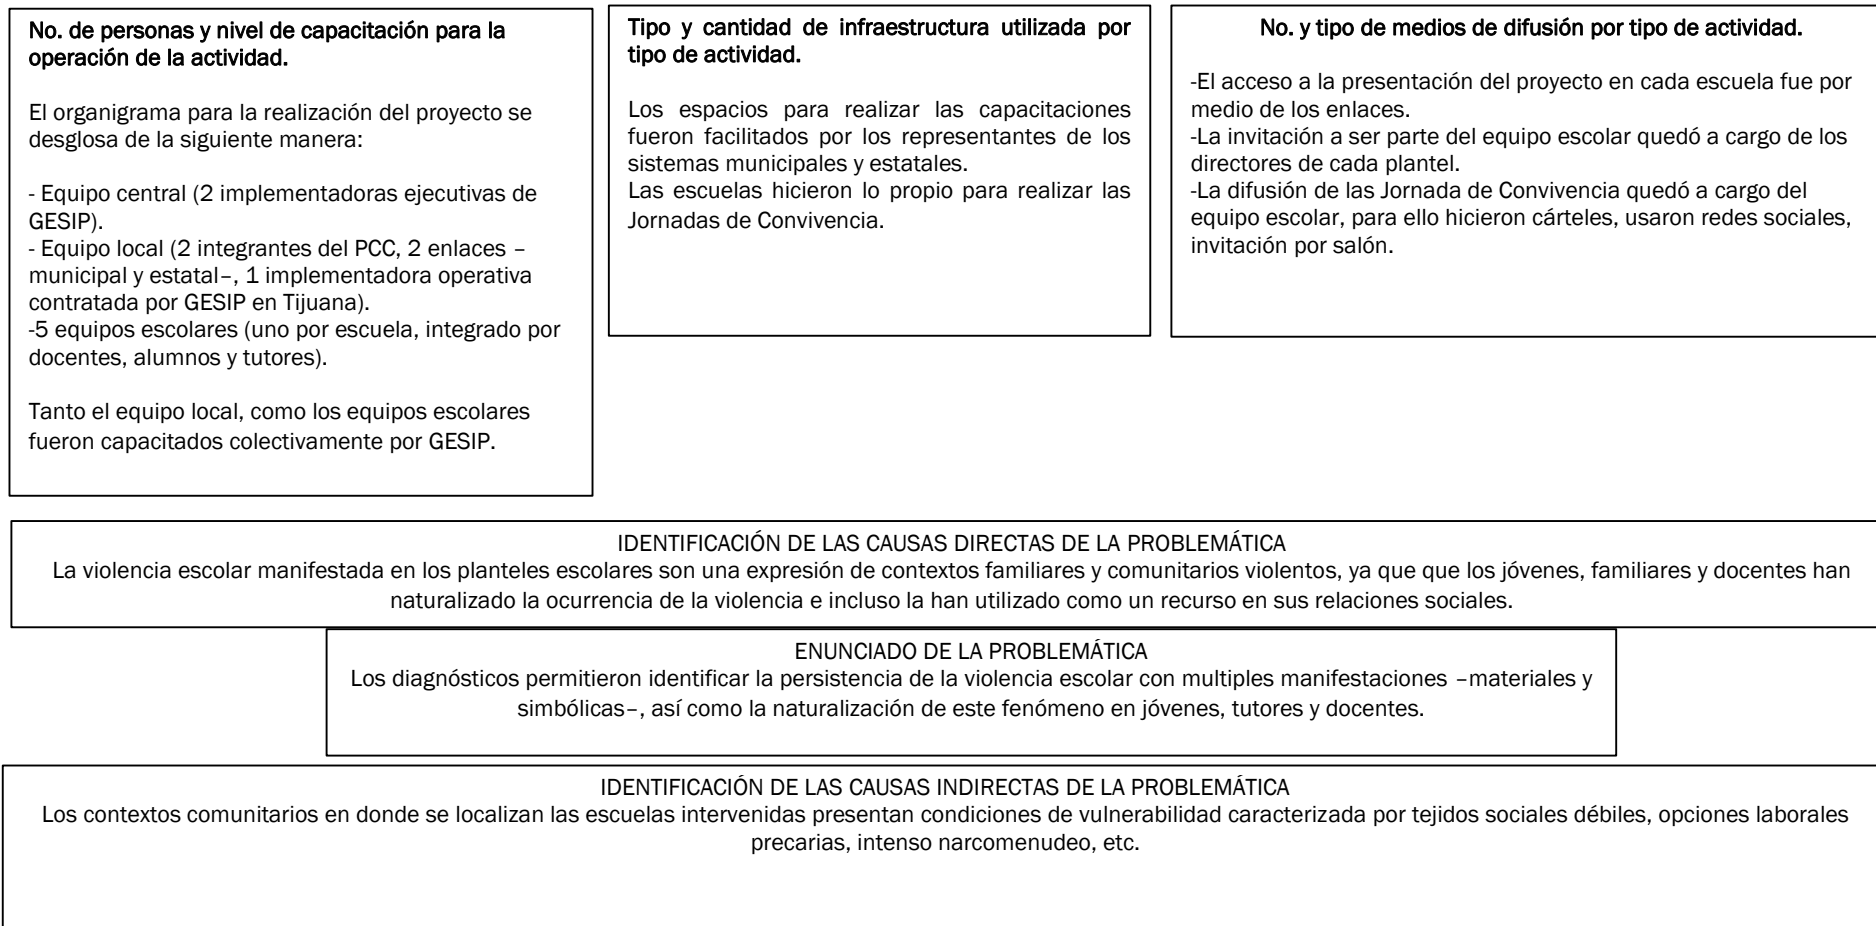 No. de personas y nivel de capacitación para la
operación de la actividad.
El organigrama para la realización del proyecto se
desglosa de la siguiente manera:
- Equipo central (2 implementadoras ejecutivas de
GESIP).
- Equipo local (2 integrantes del PCC, 2 enlaces –
municipal y estatal–, 1 implementadora operativa
contratada por GESIP en Tijuana).
-5 equipos escolares (uno por escuela, integrado por
docentes, alumnos y tutores).
Tanto el equipo local, como los equipos escolares
fueron capacitados colectivamente por GESIP.
Tipo y cantidad de infraestructura utilizada por
tipo de actividad.
Los espacios para realizar las capacitaciones
fueron facilitados por los representantes de los
sistemas municipales y estatales.
Las escuelas hicieron lo propio para realizar las
Jornadas de Convivencia.
No. y tipo de medios de difusión por tipo de actividad.
-El acceso a la presentación del proyecto en cada escuela fue por
medio de los enlaces.
-La invitación a ser parte del equipo escolar quedó a cargo de los
directores de cada plantel.
-La difusión de las Jornada de Convivencia quedó a cargo del
equipo escolar, para ello hicieron cárteles, usaron redes sociales,
invitación por salón.
IDENTIFICACIÓN DE LAS CAUSAS DIRECTAS DE LA PROBLEMÁTICA
La violencia escolar manifestada en los planteles escolares son una expresión de contextos familiares y comunitarios violentos, ya que que los jóvenes, familiares y docentes han
naturalizado la ocurrencia de la violencia e incluso la han utilizado como un recurso en sus relaciones sociales.
ENUNCIADO DE LA PROBLEMÁTICA
Los diagnósticos permitieron identificar la persistencia de la violencia escolar con multiples manifestaciones –materiales y
simbólicas–, así como la naturalización de este fenómeno en jóvenes, tutores y docentes.
IDENTIFICACIÓN DE LAS CAUSAS INDIRECTAS DE LA PROBLEMÁTICA
Los contextos comunitarios en donde se localizan las escuelas intervenidas presentan condiciones de vulnerabilidad caracterizada por tejidos sociales débiles, opciones laborales
precarias, intenso narcomenudeo, etc.